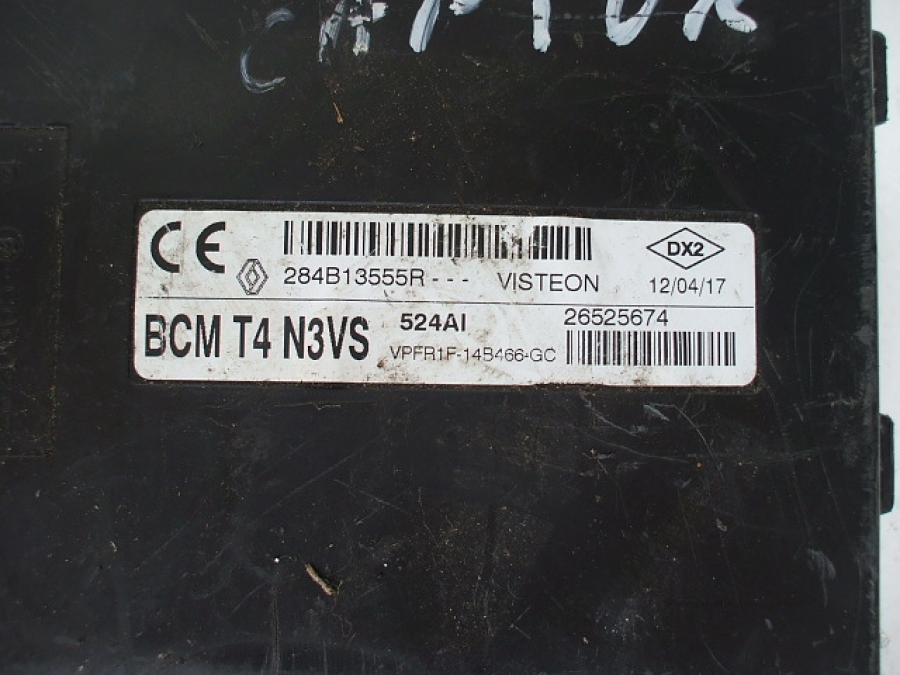 CAPTUR
CE
284B13555R--- VISTEON
DX2
12/04/17
BCM T4 N3VS
524AI
VPFR1F-14B466-GC
26525674